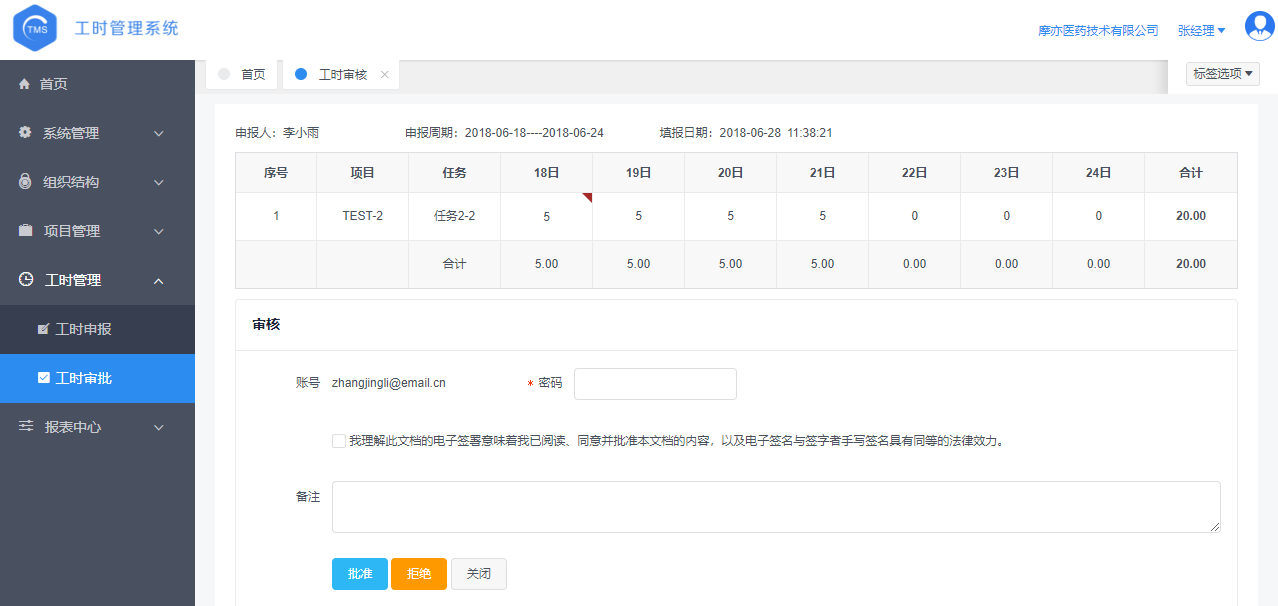 TMS 工时管理系统
摩亦医药技术有限公司 张经理
首页
系统管理
组织结构
项目管理
工时管理
工时申报
工时审批
报表中心
首页 工时审核 标签选项
申报人：李小雨 申报周期：2018-06-18----2018-06-24 填报日期：2018-06-28 11:38:21
序号 项目 任务 18日 19日 20日 21日 22日 23日 24日 合计
1 TEST-2 任务2-2 5 5 5 5 0 0 0 20.00
合计 5.00 5.00 5.00 5.00 0.00 0.00 0.00 20.00
审核
账号 zhangjingli@email.cn * 密码
我理解此文档的电子签署意味着我已阅读、同意并批准本文档的内容，以及电子签名与签字者手写签名具有同等的法律效力。
备注
批准 拒绝 关闭